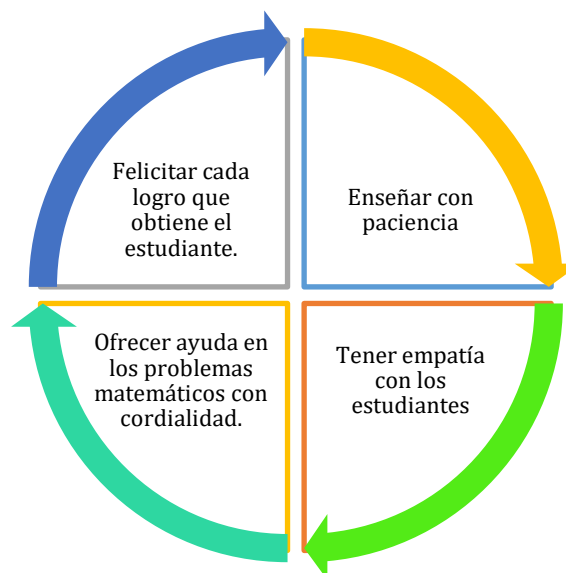 Felicitar cada
logro que
obtiene el
estudiante.
Enseñar con
paciencia
Ofrecer ayuda en
los problemas
matemáticos con
cordialidad.
Tener empatía
con los
estudiantes